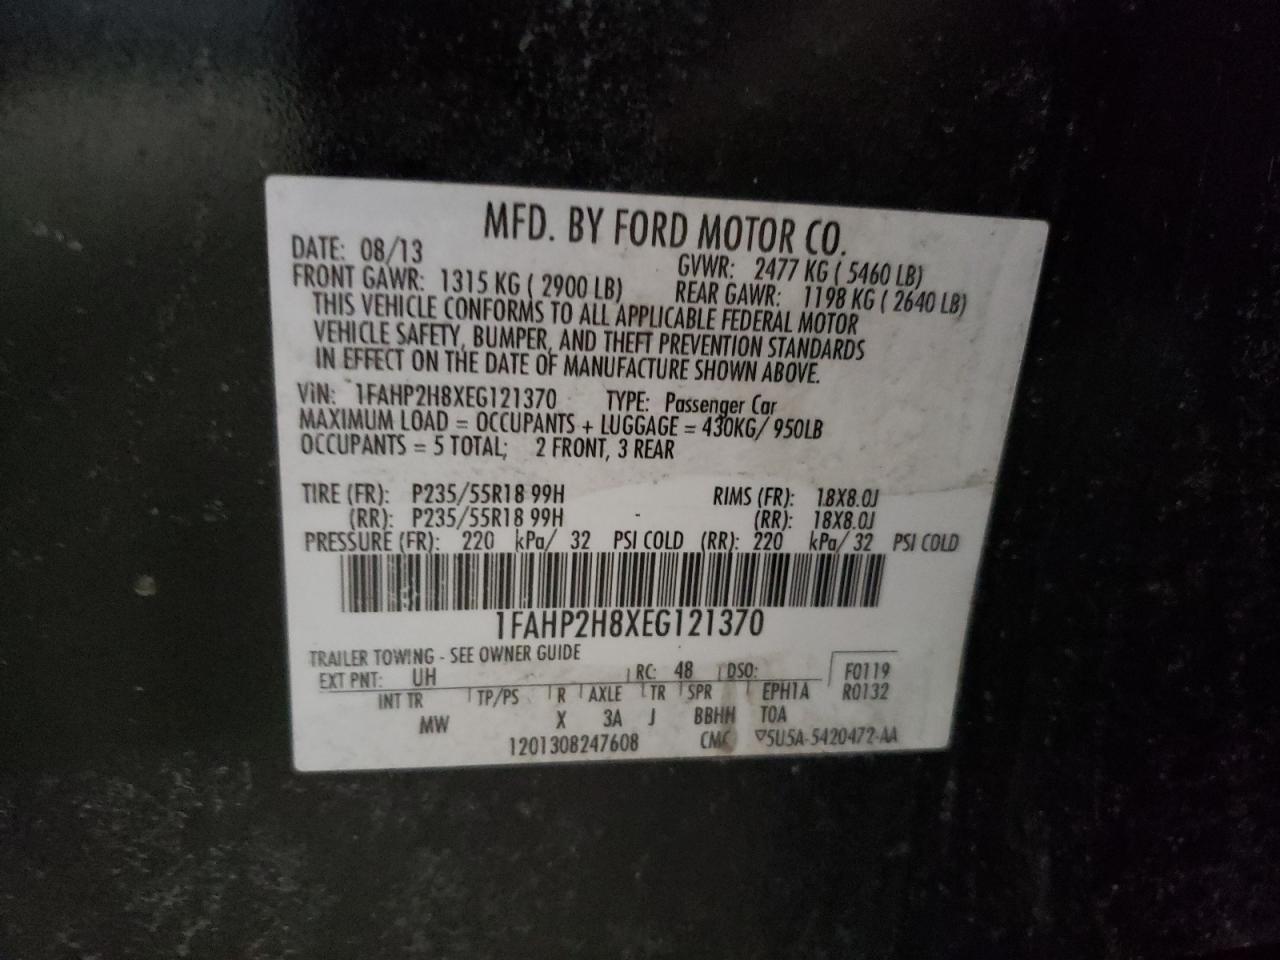 MFD. BY FORD MOTOR CO.
DATE: 08/13 GVWR: 2477 KG ( 5460 LB)
FRONT GAWR: 1315 KG ( 2900 LB) REAR GAWR: 1198 KG ( 2640 LB)
THIS VEHICLE CONFORMS TO ALL APPLICABLE FEDERAL MOTOR
VEHICLE SAFETY, BUMPER, AND THEFT PREVENTION STANDARDS
IN EFFECT ON THE DATE OF MANUFACTURE SHOWN ABOVE.
VIN: 1FAHP2H8XEG121370 TYPE: Passenger Car
MAXIMUM LOAD = OCCUPANTS + LUGGAGE = 430KG/ 950LB
OCCUPANTS = 5 TOTAL; 2 FRONT, 3 REAR
TIRE (FR): P235/55R18 99H RIMS (FR): 18X8.0J
(RR): P235/55R18 99H - (RR): 18X8.0J
PRESSURE (FR): 220 kPa/ 32 PSI COLD (RR): 220 kPa/ 32 PSI COLD
1FAHP2H8XEG121370
TRAILER TOWING - SEE OWNER GUIDE
EXT PNT: UH RC: 48 DSO: F0119
INT TR TP/PS R AXLE TR SPR EPH1A R0132
MW X 3A J BBHH TOA
1201308247608 CMC ▽5U5A-5420472-AA